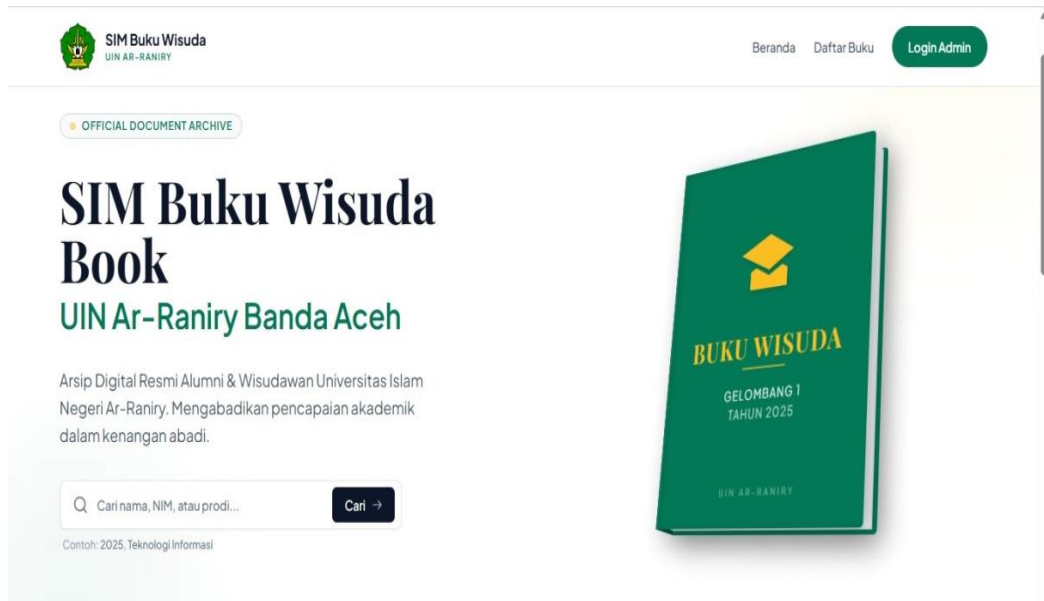 SIM Buku Wisuda
UIN AR-RANIRY
Beranda
Daftar Buku
Login Admin
OFFICIAL DOCUMENT ARCHIVE
SIM Buku Wisuda
Book
UIN Ar-Raniry Banda Aceh
Arsip Digital Resmi Alumni & Wisudawan Universitas Islam
Negeri Ar-Raniry. Mengabadikan pencapaian akademik
dalam kenangan abadi.
Cari nama, NIM, atau prodi...
Cari →
Contoh: 2025, Teknologi Informasi
BUKU WISUDA
GELOMBANG 1
TAHUN 2025
UIN AR-RANIRY